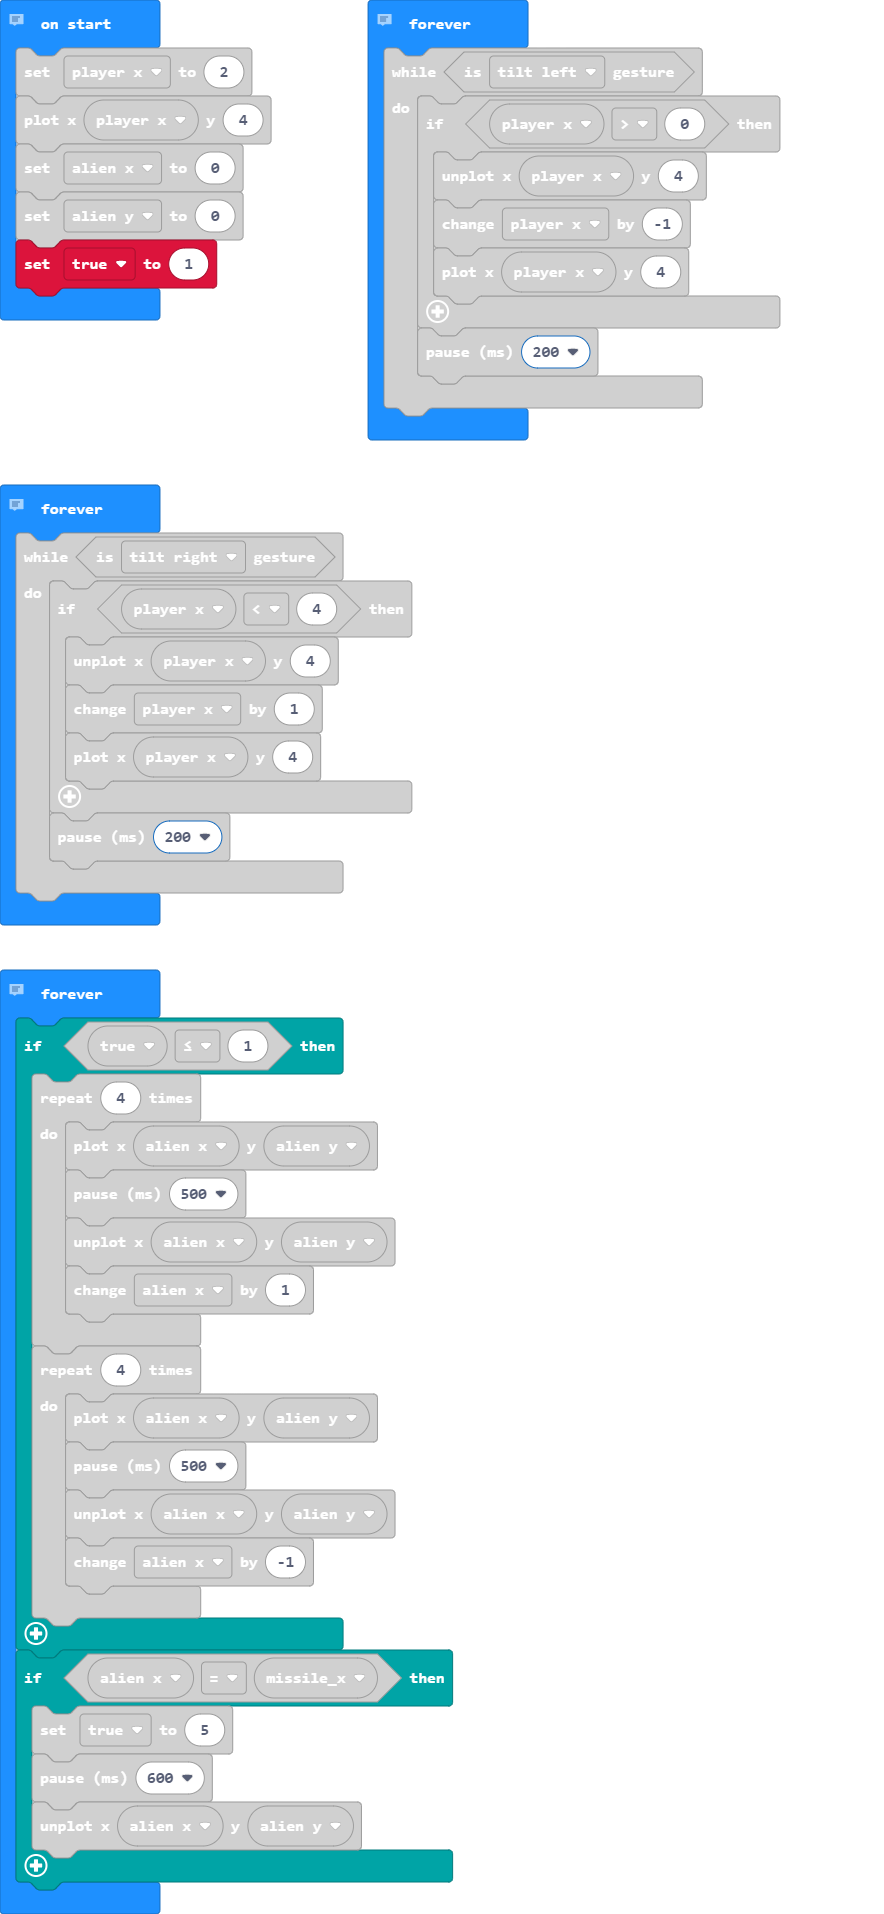 on start
set player x to 2
plot x player x y 4
set alien x to 0
set alien y to 0
set true to 1
forever
while is tilt left gesture
do
if player x > 0 then
unplot x player x y 4
change player x by -1
plot x player x y 4
pause (ms) 200
forever
while is tilt right gesture
do
if player x < 4 then
unplot x player x y 4
change player x by 1
plot x player x y 4
pause (ms) 200
forever
if true ≤ 1 then
repeat 4 times
do
plot x alien x y alien y
pause (ms) 500
unplot x alien x y alien y
change alien x by 1
repeat 4 times
do
plot x alien x y alien y
pause (ms) 500
unplot x alien x y alien y
change alien x by -1
if alien x = missile_x then
set true to 5
pause (ms) 600
unplot x alien x y alien y